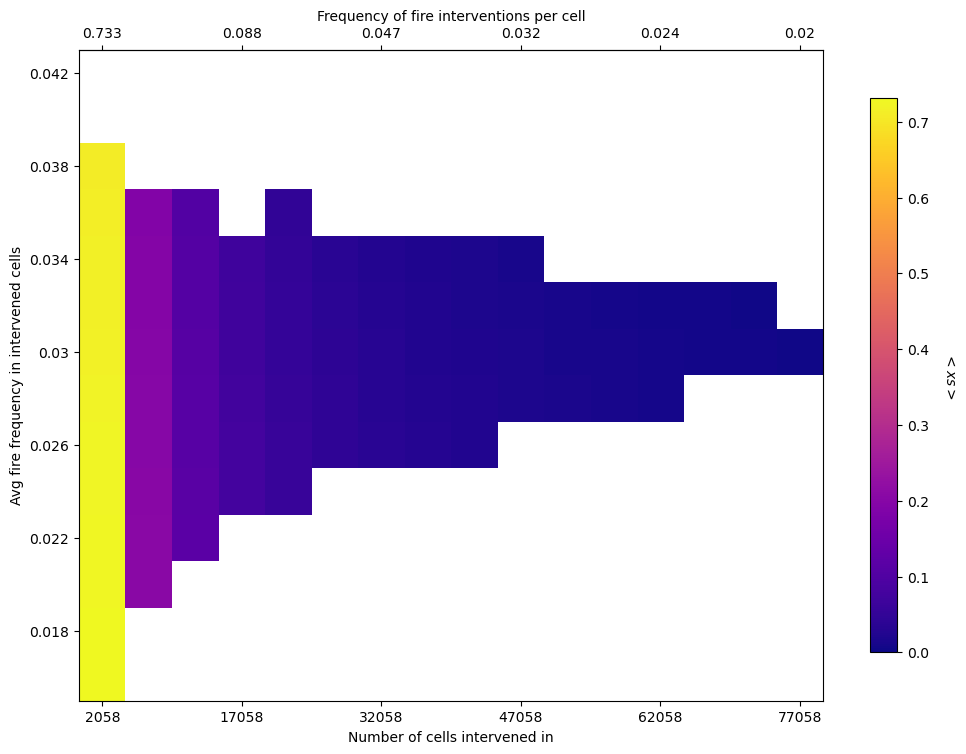 Frequency of fire interventions per cell
0.733 0.088 0.047 0.032 0.024 0.02
0.042
0.038
0.034
0.03
0.026
0.022
0.018
Avg fire frequency in intervened cells
2058 17058 32058 47058 62058 77058
Number of cells intervened in
0.7
0.6
0.5
0.4
0.3
0.2
0.1
0.0
< sx >